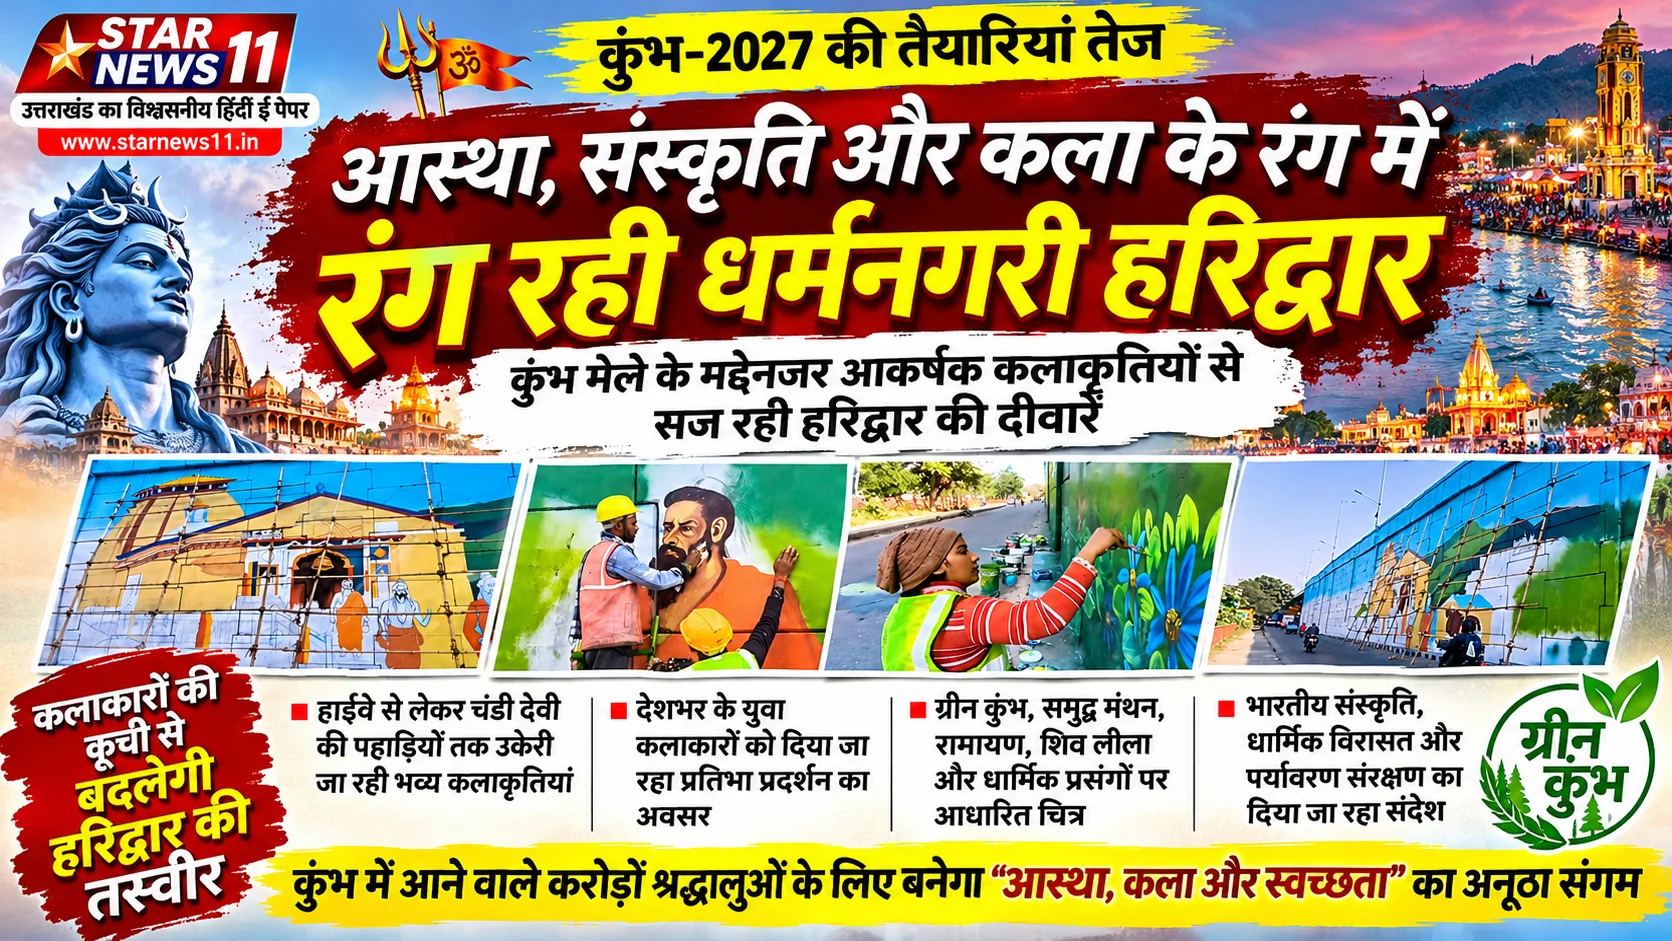 STAR
NEWS 11
उत्तराखंड का विश्वसनीय हिंदी ई पेपर
www.starnews11.in
ॐ
कुंभ-2027 की तैयारियां तेज
आस्था, संस्कृति और कला के रंग में
रंग रही धर्मनगरी हरिद्वार
कुंभ मेले के मद्देनजर आकर्षक कलाकृतियों से
सज रही हरिद्वार की दीवारें
कलाकारों की
कूची से
बदलेगी
हरिद्वार की
तस्वीर
हाईवे से लेकर चंडी देवी
की पहाड़ियों तक उकेरी
जा रही भव्य कलाकृतियां
देशभर के युवा
कलाकारों को दिया जा
रहा प्रतिभा प्रदर्शन का
अवसर
ग्रीन कुंभ, समुद्र मंथन,
रामायण, शिव लीला
और धार्मिक प्रसंगों पर
आधारित चित्र
भारतीय संस्कृति,
धार्मिक विरासत और
पर्यावरण संरक्षण का
दिया जा रहा संदेश
ग्रीन
कुंभ
कुंभ में आने वाले करोड़ों श्रद्धालुओं के लिए बनेगा “आस्था, कला और स्वच्छता” का अनूठा संगम